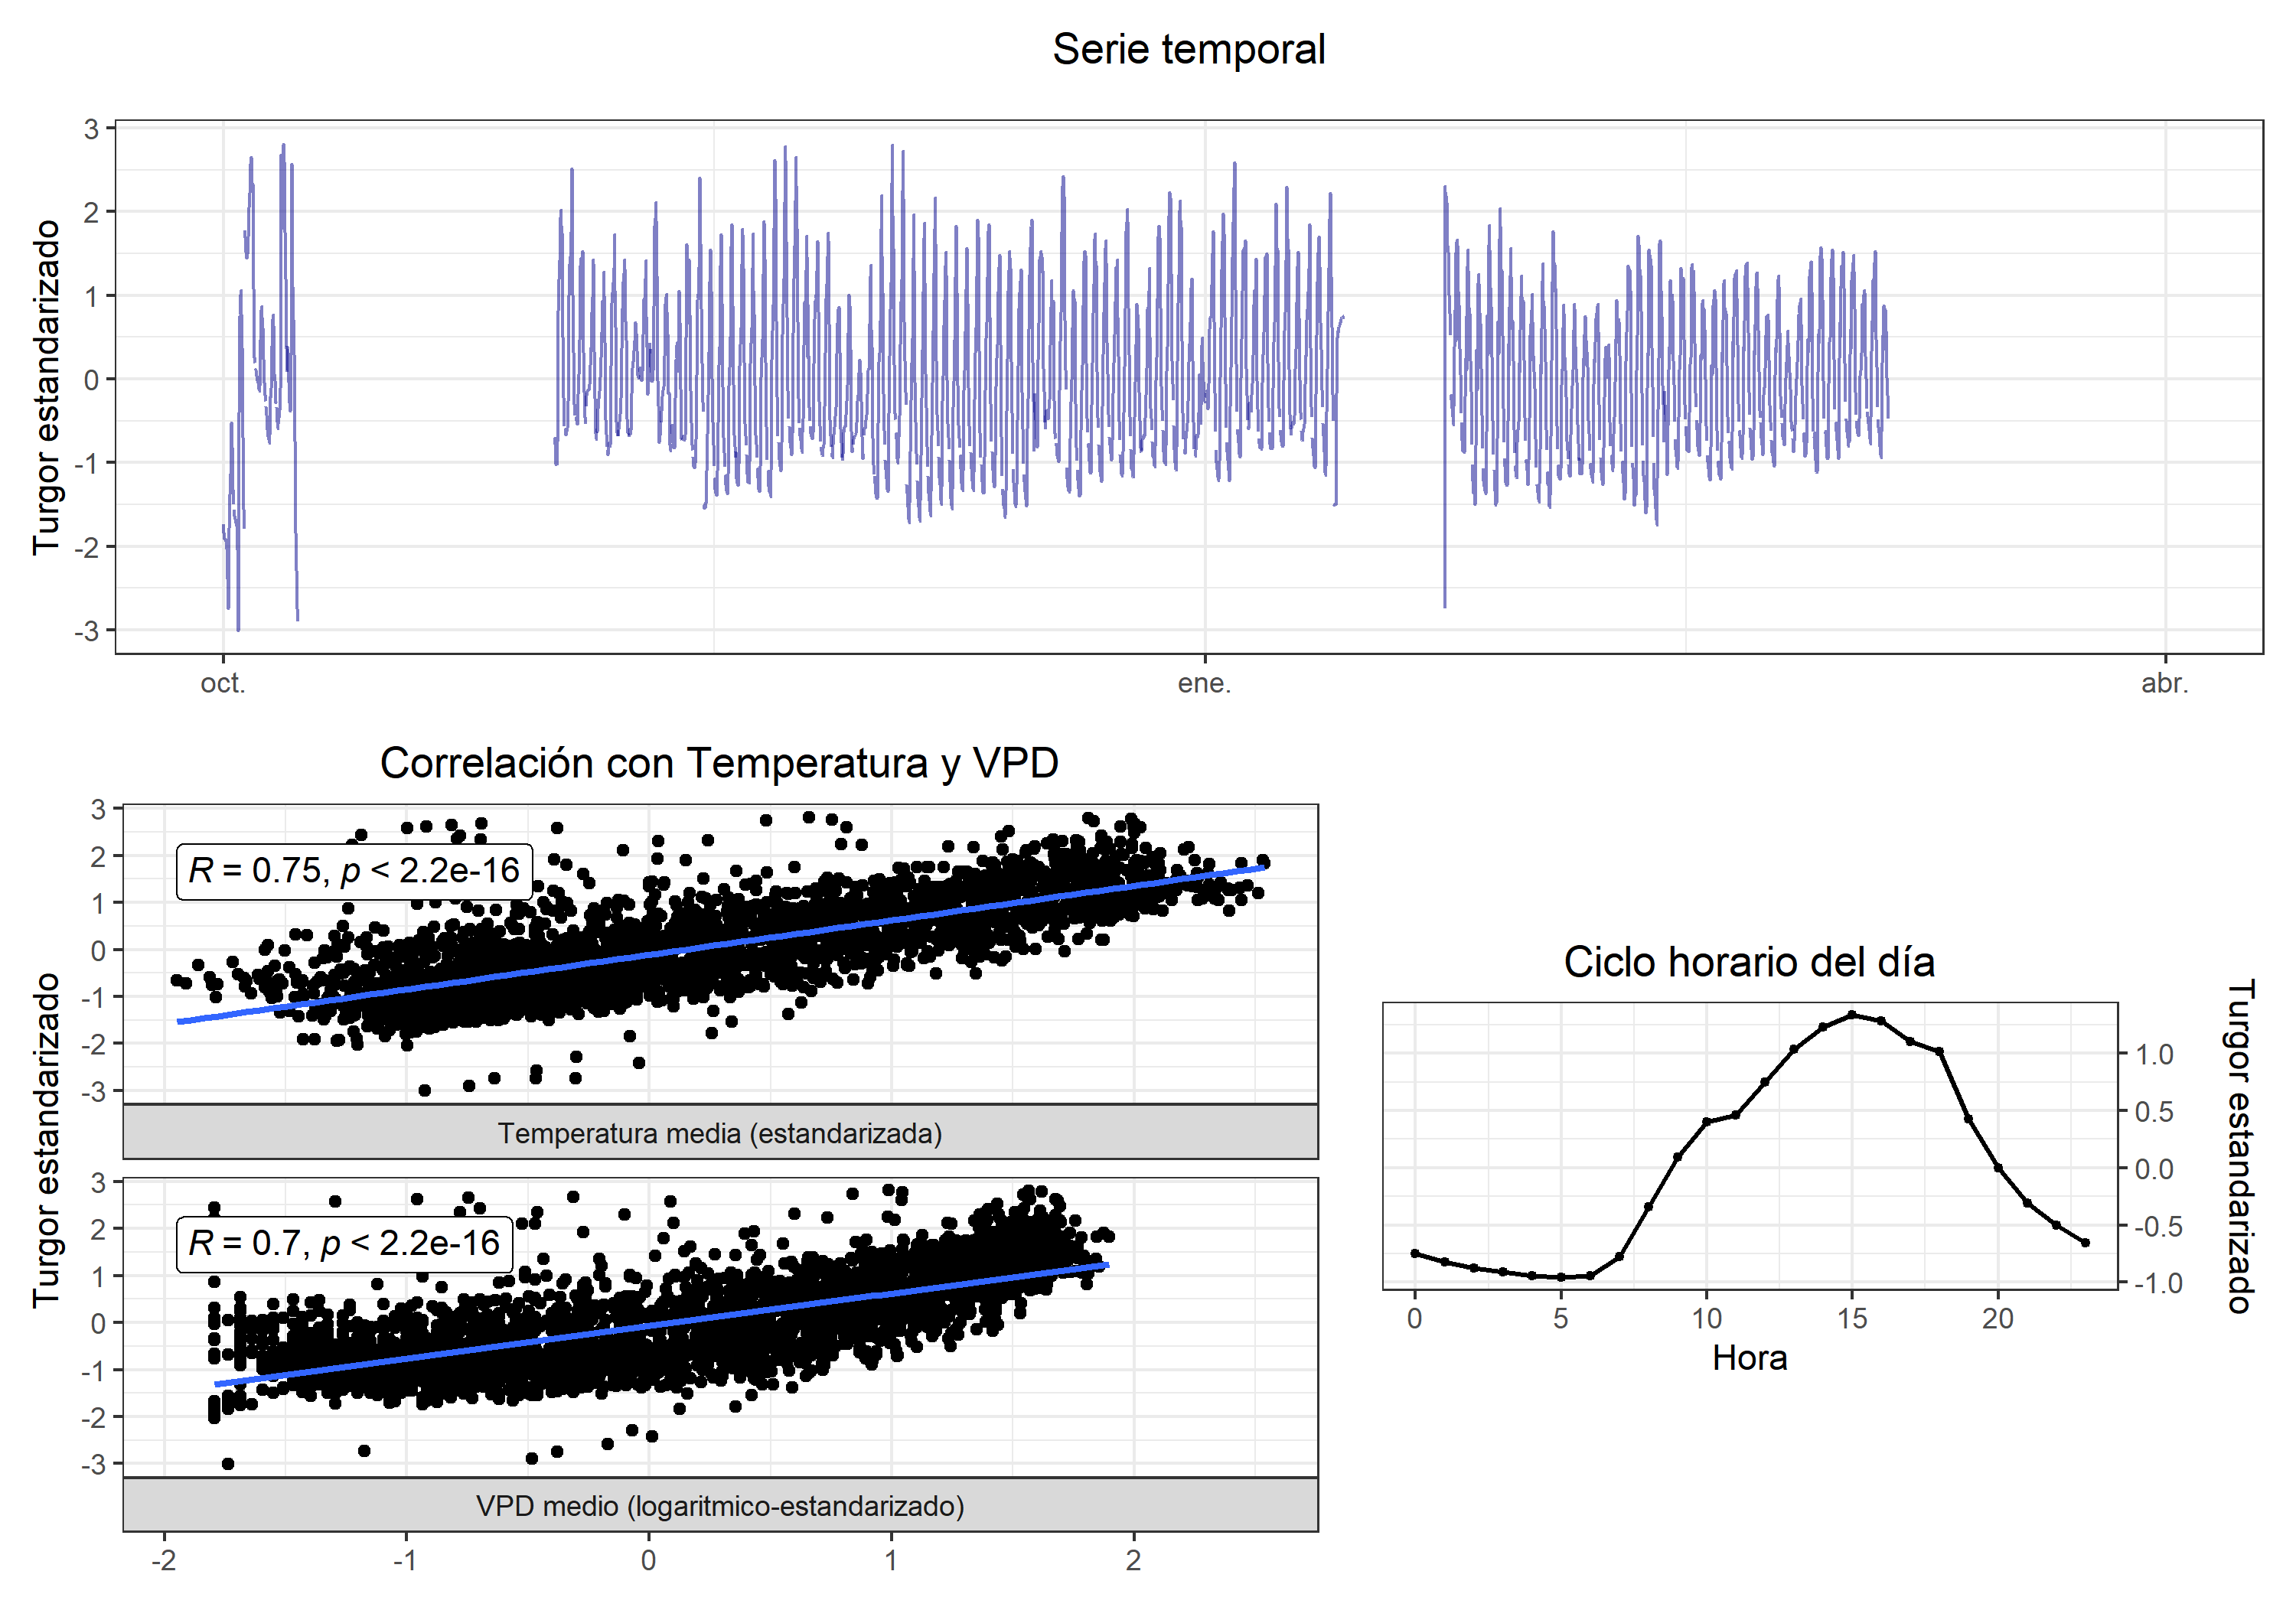 Serie temporal
Turgor estandarizado
3
2
1
0
-1
-2
-3
oct.
ene.
abr.
Correlación con Temperatura y VPD
Turgor estandarizado
3
2
1
0
-1
-2
-3
R = 0.75, p < 2.2e-16
Temperatura media (estandarizada)
3
2
1
0
-1
-2
-3
R = 0.7, p < 2.2e-16
VPD medio (logaritmico-estandarizado)
-2 -1 0 1 2
Ciclo horario del día
1.0
0.5
0.0
-0.5
-1.0
Turgor estandarizado
0 5 10 15 20
Hora